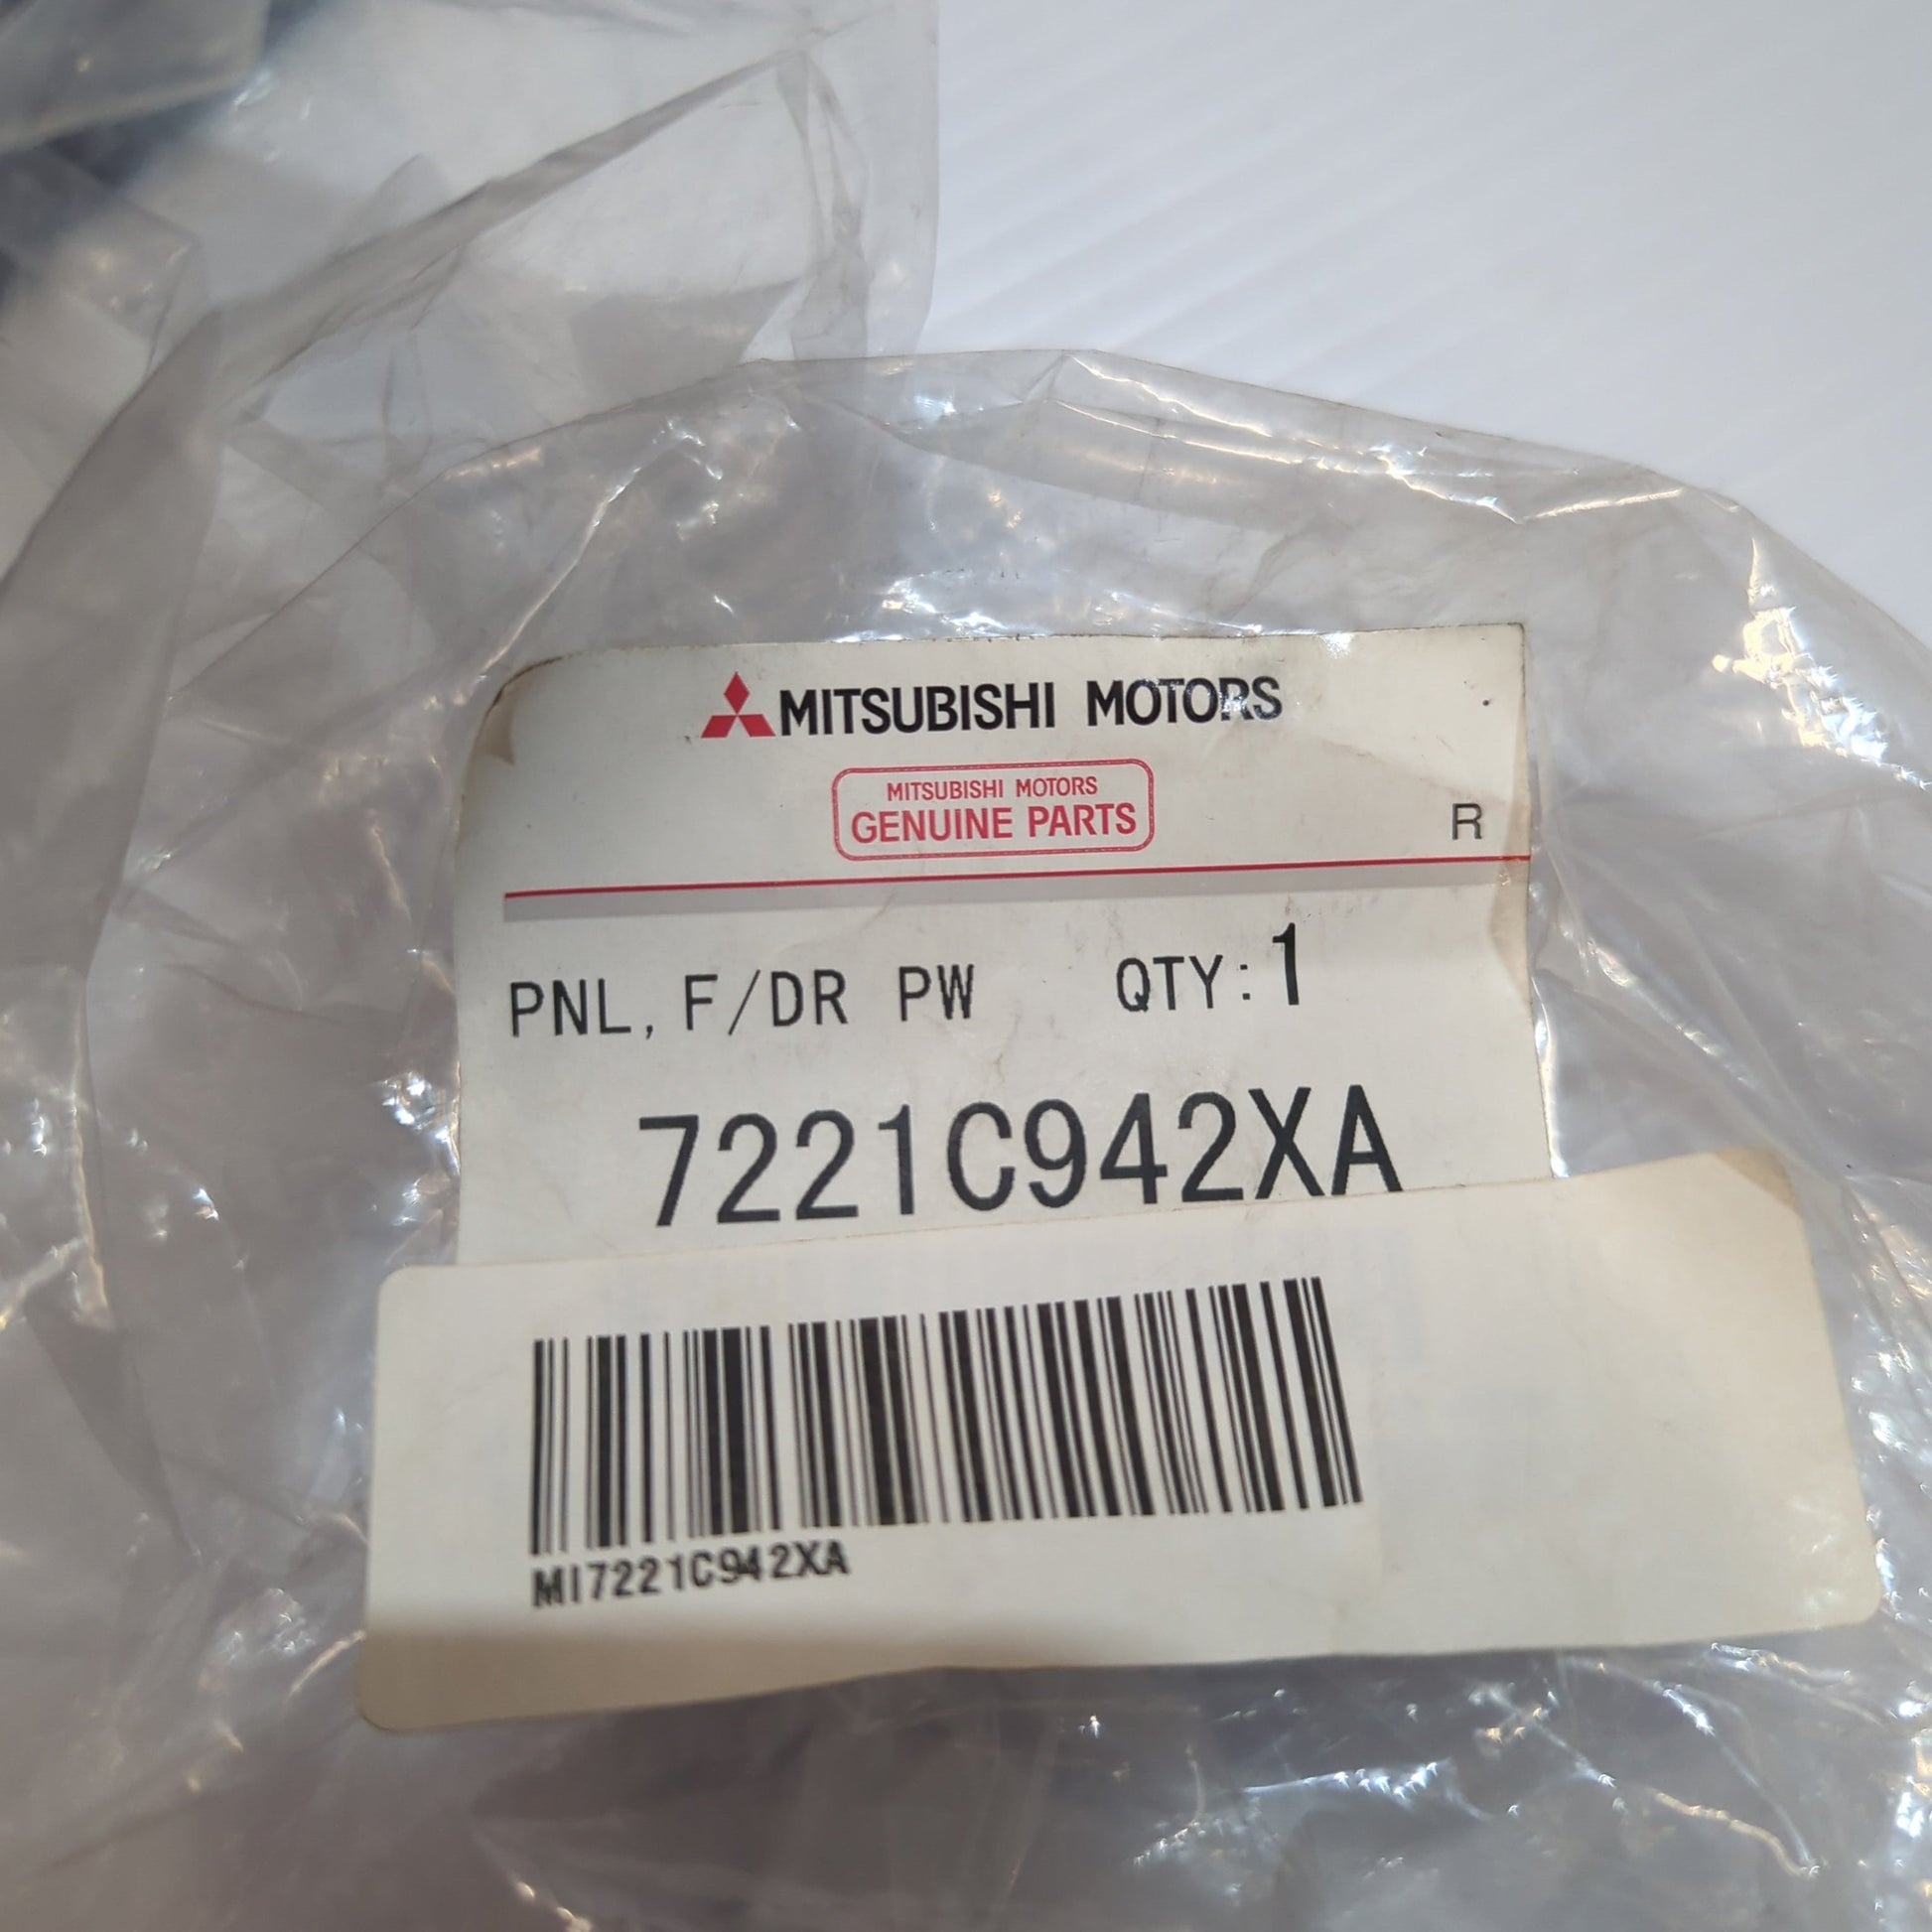 MITSUBISHI MOTORS
MITSUBISHI MOTORS
GENUINE PARTS
R
PNL, F/DR PW QTY:1
7221C942XA
MI7221C942XA